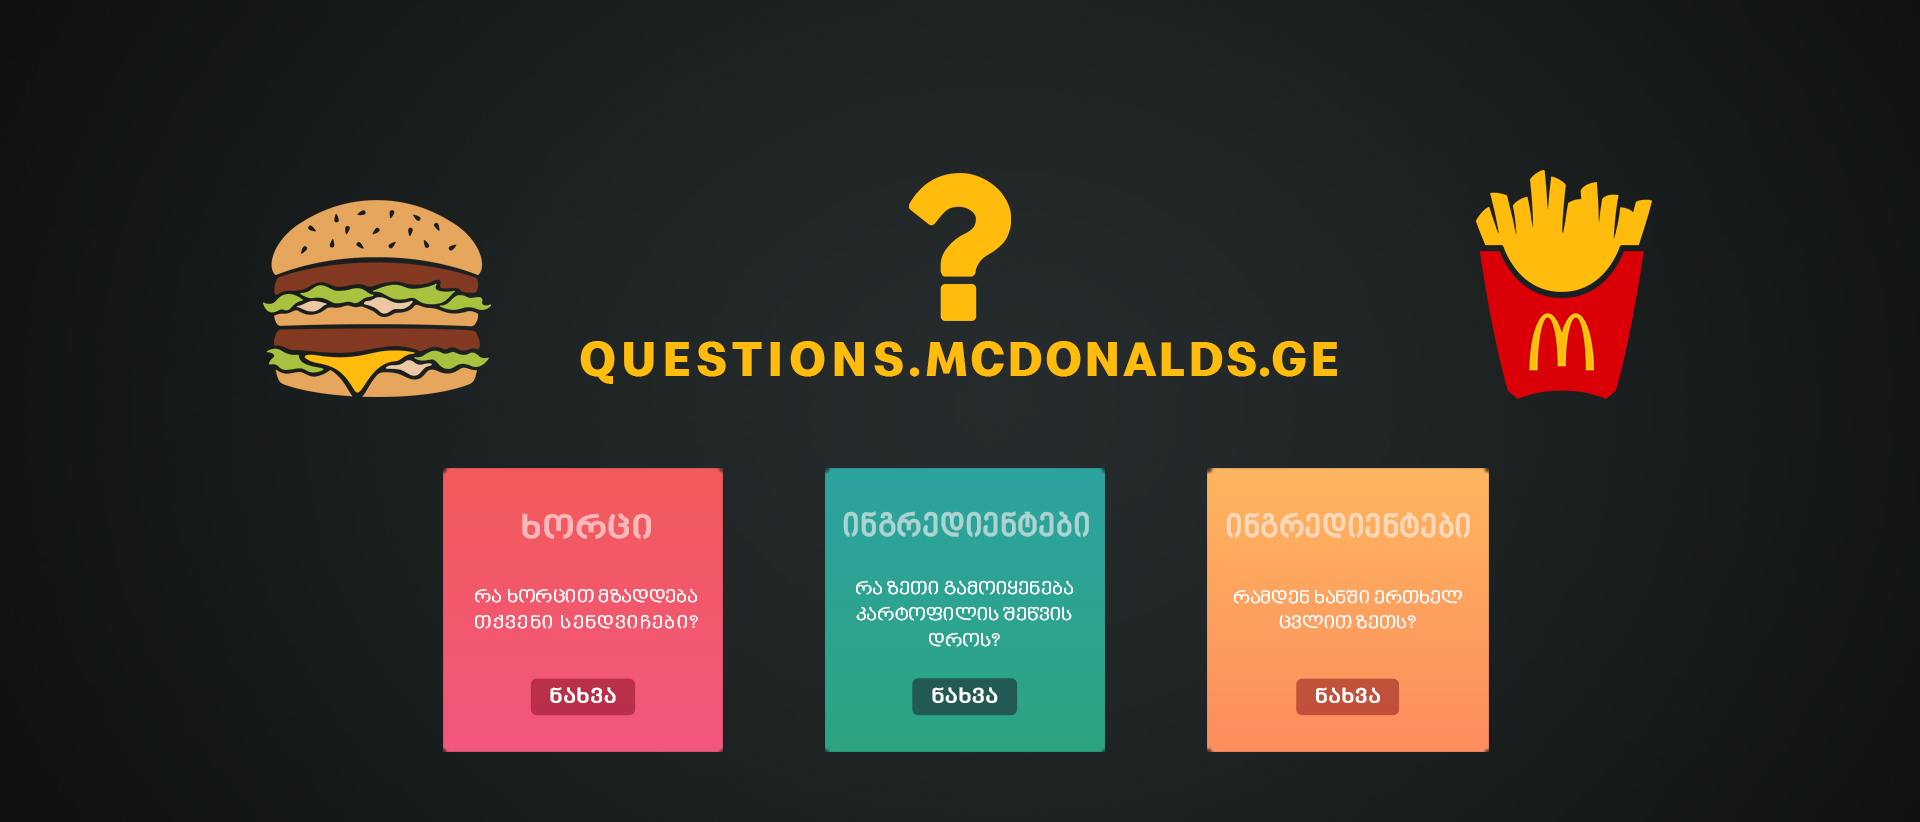 ?
QUESTIONS.MCDONALDS.GE
ხორცი
რა ხორცით მზადდება
თქვენი სენდვიჩები?
ნახვა
ინგრედიენტები
რა ზეთი გამოიყენება
კარტოფილის შეწვის
დროს?
ნახვა
ინგრედიენტები
რამდენ ხანში ერთხელ
ცვლით ზეთს?
ნახვა